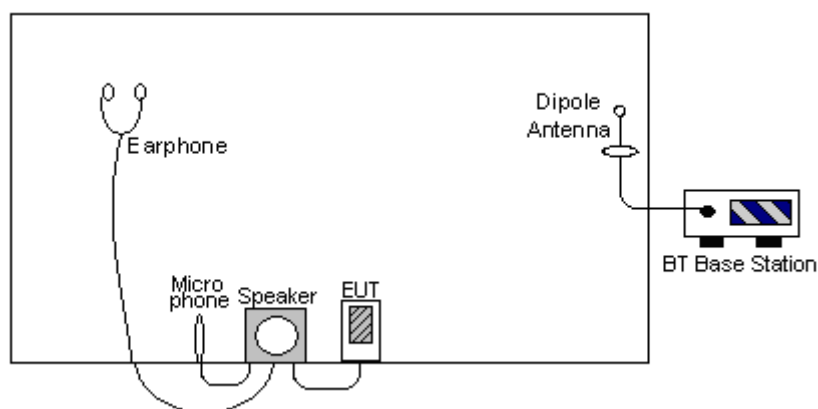 Earphone
Dipole
Antenna
BT Base Station
Micro
phone
Speaker
EUT